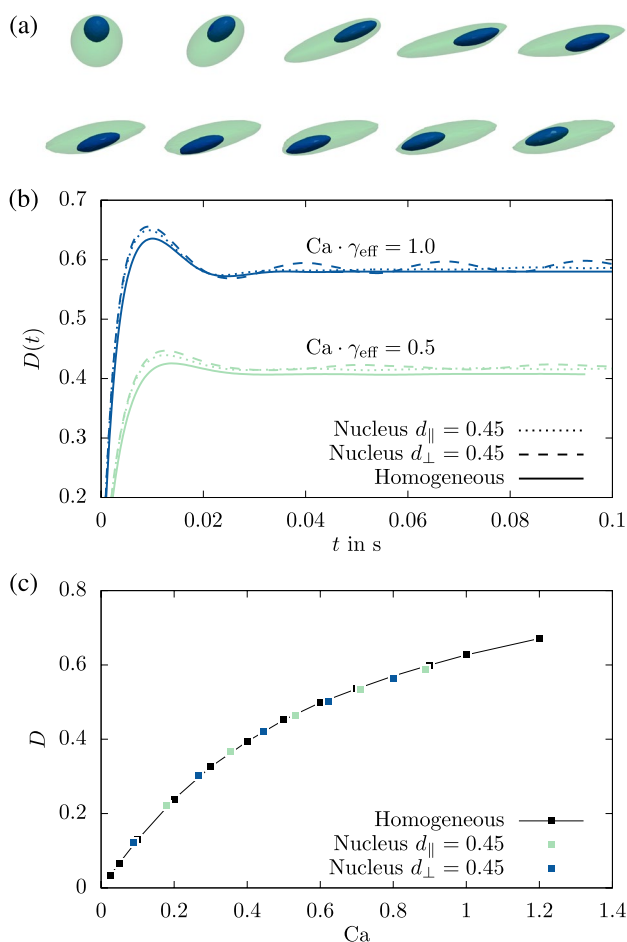 (a)
(b)
0.7
0.6
0.5
0.4
0.3
0.2
D(t)
Ca · γeff = 1.0
Ca · γeff = 0.5
Nucleus d∥ = 0.45
Nucleus d⊥ = 0.45
Homogeneous
0 0.02 0.04 0.06 0.08 0.1
t in s
(c)
0.8
0.6
0.4
0.2
0
D
Homogeneous
Nucleus d∥ = 0.45
Nucleus d⊥ = 0.45
0 0.2 0.4 0.6 0.8 1 1.2 1.4
Ca